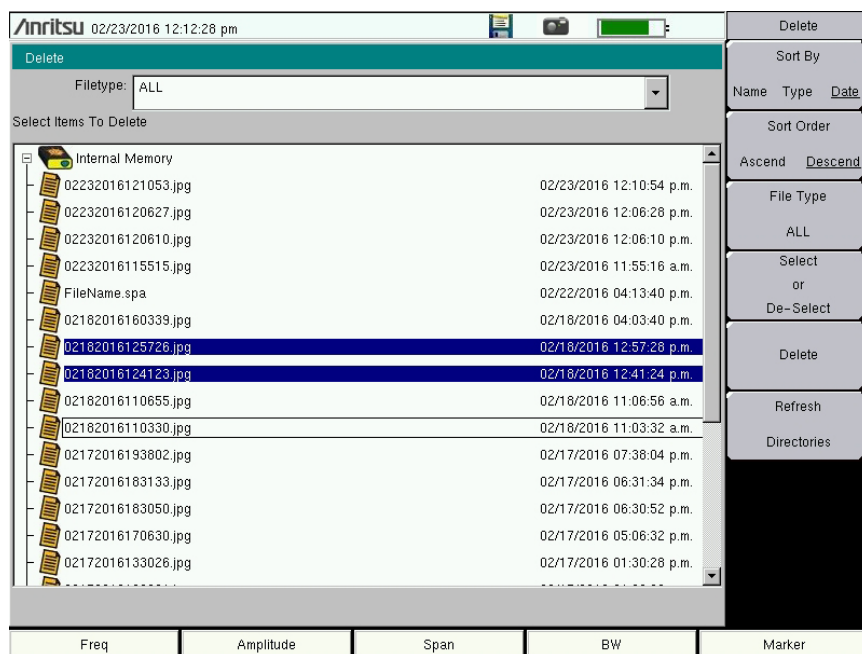 Anritsu 02/23/2016 12:12:28 pm
Delete
Filetype: ALL
Select Items To Delete
Internal Memory
02232016121053.jpg 02/23/2016 12:10:54 p.m.
02232016120627.jpg 02/23/2016 12:06:28 p.m.
02232016120610.jpg 02/23/2016 12:06:10 p.m.
02232016115515.jpg 02/23/2016 11:55:16 a.m.
FileName.spa 02/22/2016 04:13:40 p.m.
02182016160339.jpg 02/18/2016 04:03:40 p.m.
02182016125726.jpg 02/18/2016 12:57:28 p.m.
02182016124123.jpg 02/18/2016 12:41:24 p.m.
02182016110655.jpg 02/18/2016 11:06:56 a.m.
02182016110330.jpg 02/18/2016 11:03:32 a.m.
02172016193802.jpg 02/17/2016 07:38:04 p.m.
02172016183133.jpg 02/17/2016 06:31:34 p.m.
02172016183050.jpg 02/17/2016 06:30:52 p.m.
02172016170630.jpg 02/17/2016 05:06:32 p.m.
02172016133026.jpg 02/17/2016 01:30:28 p.m.
Delete
Sort By
Name Type Date
Sort Order
Ascend Descend
File Type
ALL
Select
or
De-Select
Delete
Refresh
Directories
Freq Amplitude Span BW Marker